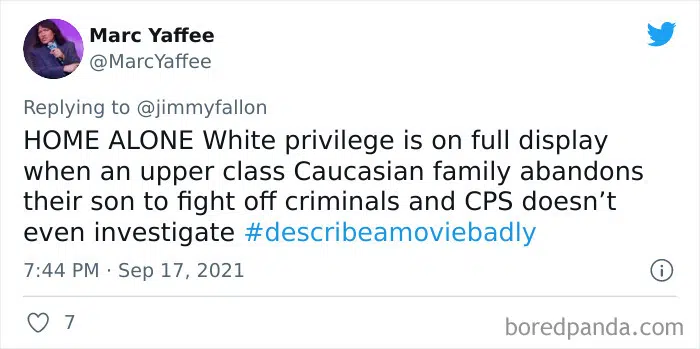 Marc Yaffee
@MarcYaffee
Replying to @jimmyfallon
HOME ALONE White privilege is on full display
when an upper class Caucasian family abandons
their son to fight off criminals and CPS doesn’t
even investigate #describeamoviebadly
7:44 PM · Sep 17, 2021
7
boredpanda.com